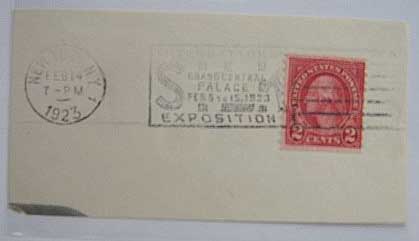 NEW YORK, N.Y. 1
FEB 14
7-PM
1923
GRAND CENTRAL
PALACE
FEB. 5 TO 15, 1923
EXPOSITION
UNITED STATES POSTAGE
2 2
CENTS